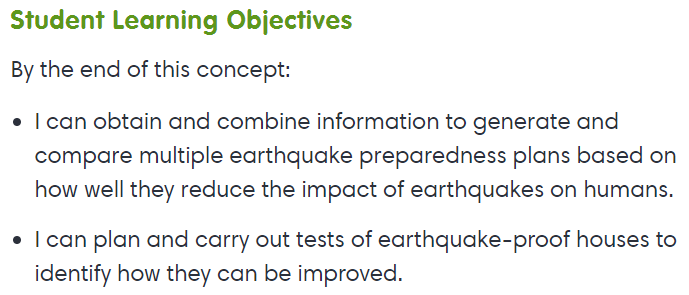 Student Learning Objectives
By the end of this concept:
• I can obtain and combine information to generate and
compare multiple earthquake preparedness plans based on
how well they reduce the impact of earthquakes on humans.
• I can plan and carry out tests of earthquake-proof houses to
identify how they can be improved.